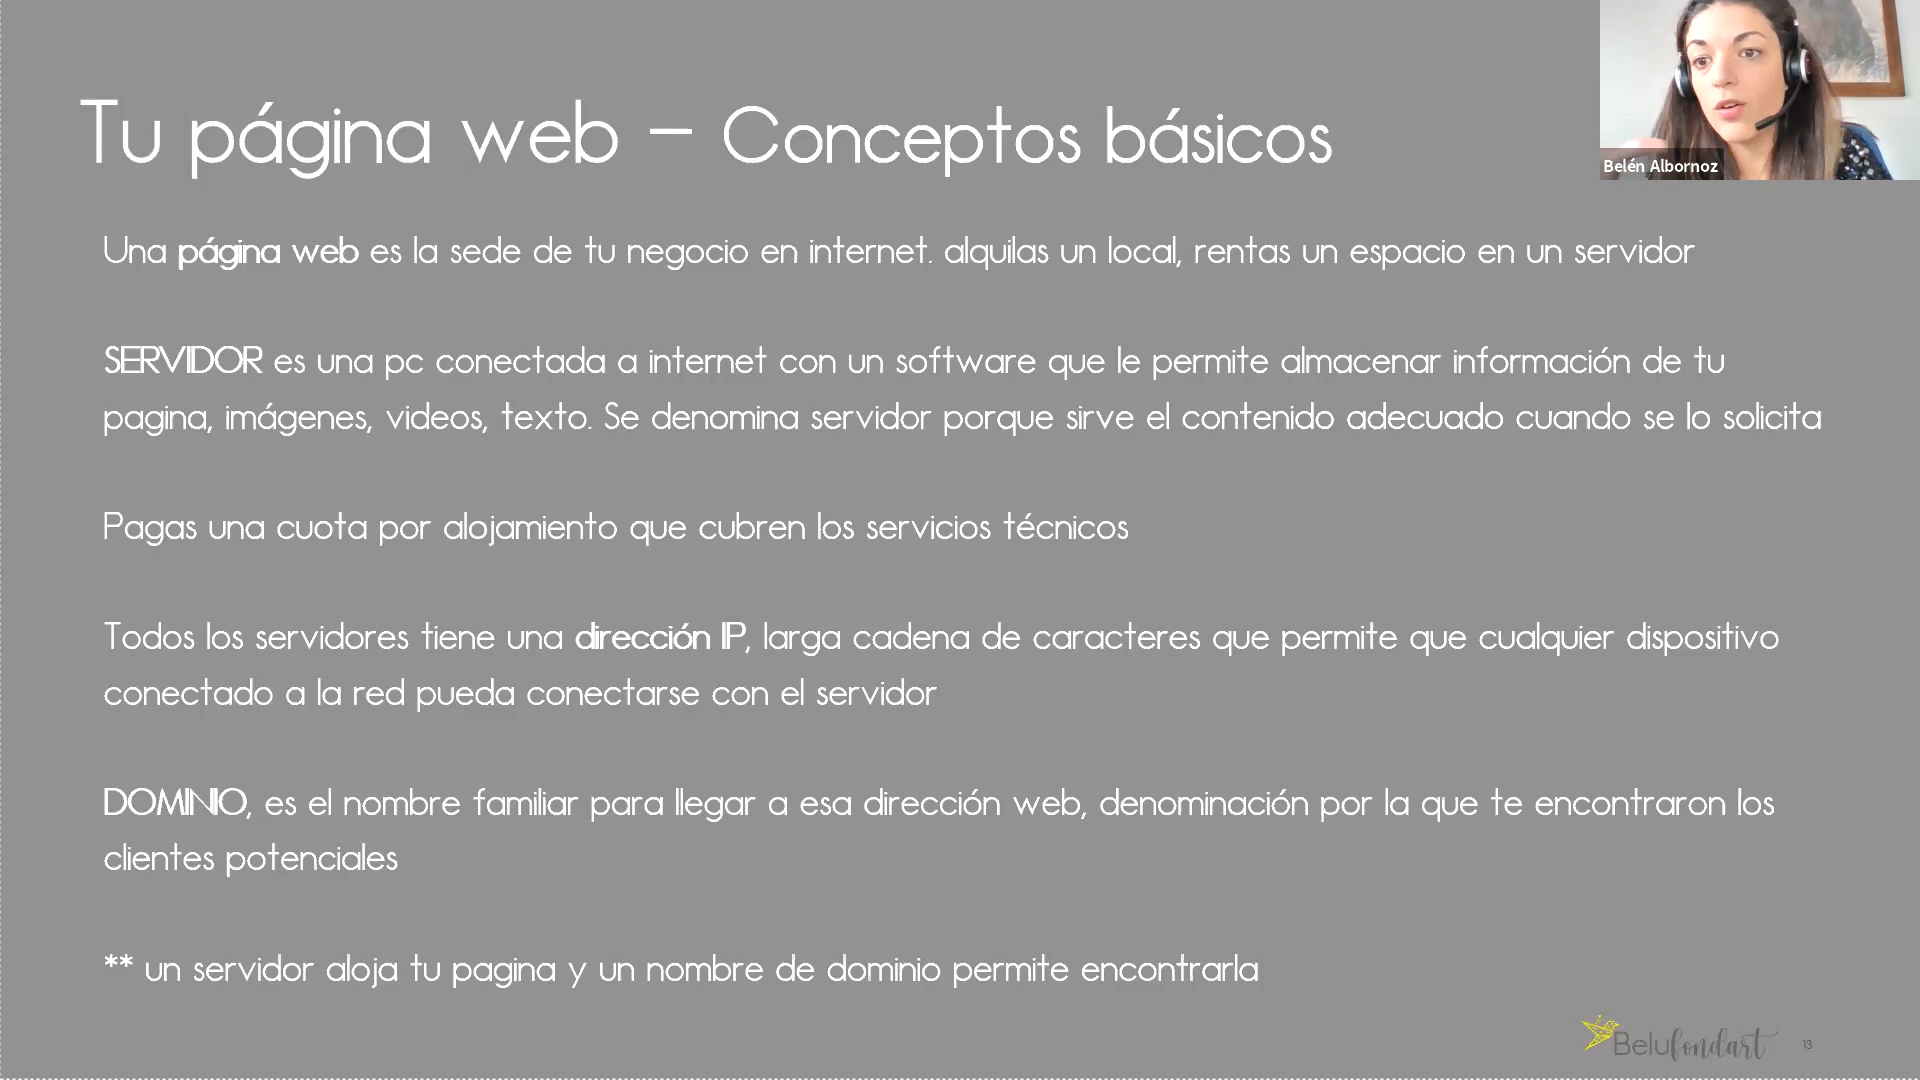 Tu página web – Conceptos básicos
Belén Albornoz
Una página web es la sede de tu negocio en internet. alquilas un local, rentas un espacio en un servidor
SERVIDOR es una pc conectada a internet con un software que le permite almacenar información de tu
pagina, imágenes, videos, texto. Se denomina servidor porque sirve el contenido adecuado cuando se lo solicita
Pagas una cuota por alojamiento que cubren los servicios técnicos
Todos los servidores tiene una dirección IP, larga cadena de caracteres que permite que cualquier dispositivo
conectado a la red pueda conectarse con el servidor
DOMINIO, es el nombre familiar para llegar a esa dirección web, denominación por la que te encontraron los
clientes potenciales
** un servidor aloja tu pagina y un nombre de dominio permite encontrarla
Belufondart
13